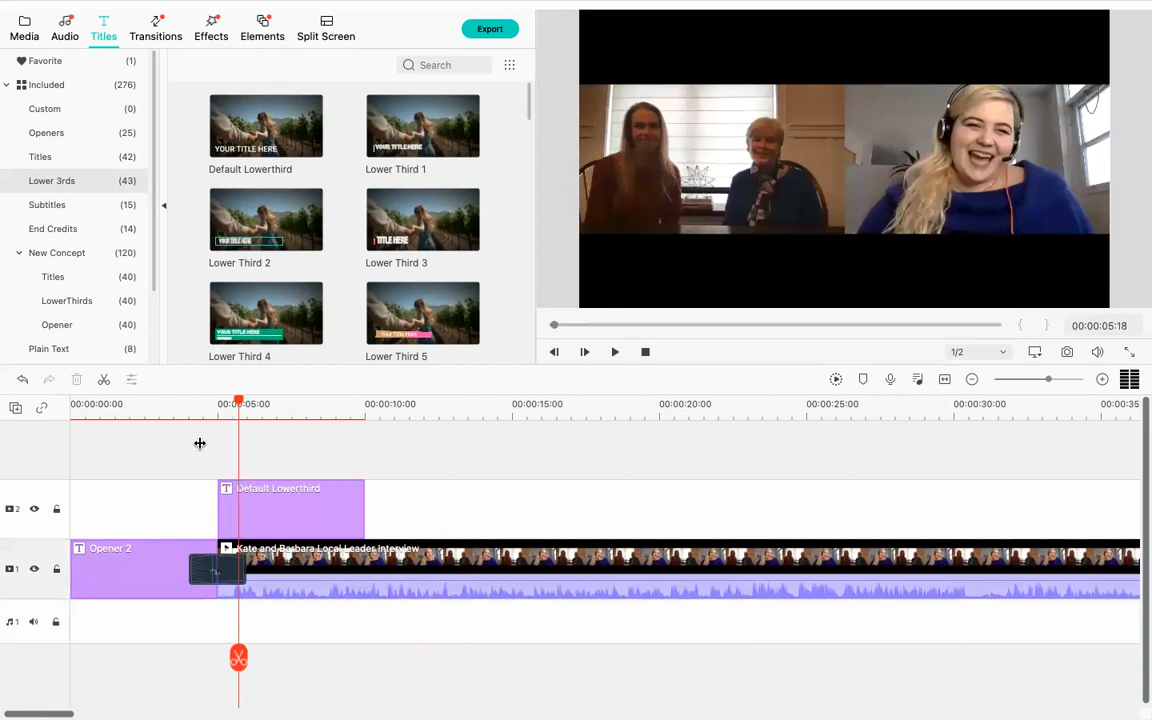 Media Audio Titles Transitions Effects Elements Split Screen Export
Favorite (1)
Included (276)
Custom (0)
Openers (25)
Titles (42)
Lower 3rds (43)
Subtitles (15)
End Credits (14)
New Concept (120)
Titles (40)
LowerThirds (40)
Opener (40)
Plain Text (8)
Search
YOUR TITLE HERE
Default Lowerthird
YOUR TITLE HERE
Lower Third 1
YOUR TITLE HERE
Lower Third 2
TITLE HERE
Lower Third 3
YOUR TITLE HERE
Lower Third 4
Your Title Here
Lower Third 5
00:00:05:18
1/2
00:00:00:00 00:00:05:00 00:00:10:00 00:00:15:00 00:00:20:00 00:00:25:00 00:00:30:00 00:00:35
2
T Default Lowerthird
1
T Opener 2
Kate and Barbara Local Leader Interview
1